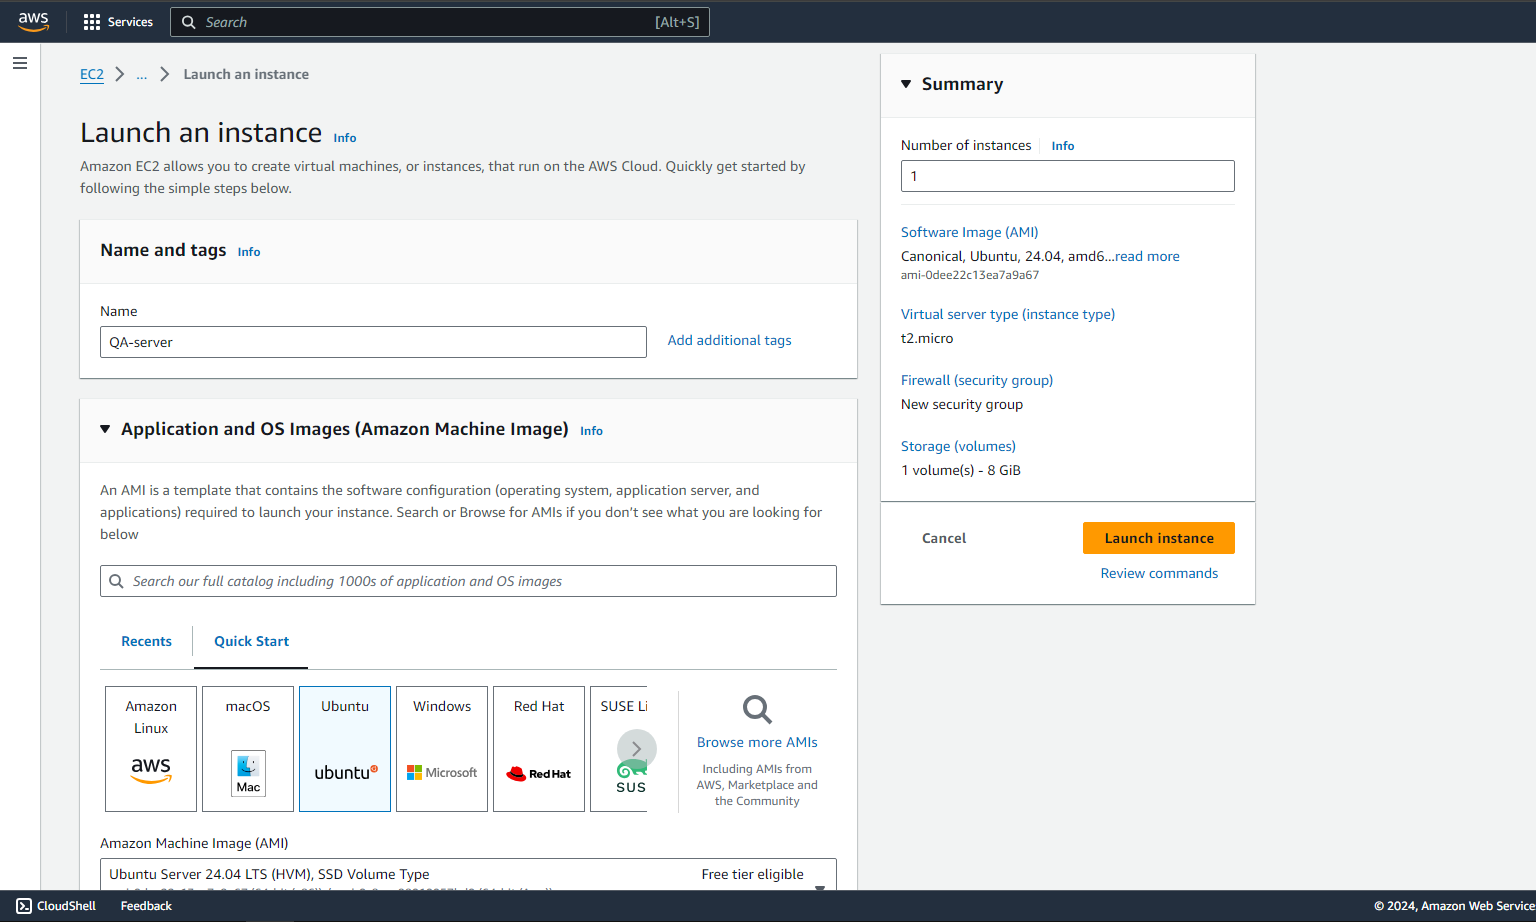 aws
Services
Search
[Alt+S]
EC2
...
Launch an instance
Launch an instance
Info
Amazon EC2 allows you to create virtual machines, or instances, that run on the AWS Cloud. Quickly get started by
following the simple steps below.
Name and tags
Info
Name
QA-server
Add additional tags
Application and OS Images (Amazon Machine Image)
Info
An AMI is a template that contains the software configuration (operating system, application server, and
applications) required to launch your instance. Search or Browse for AMIs if you don't see what you are looking for
below
Search our full catalog including 1000s of application and OS images
Recents
Quick Start
Amazon
Linux
aws
macOS
Mac
Ubuntu
ubuntu
Windows
Microsoft
Red Hat
Red Hat
SUSE Li
SUS
Browse more AMIs
Including AMIs from
AWS, Marketplace and
the Community
Amazon Machine Image (AMI)
Ubuntu Server 24.04 LTS (HVM), SSD Volume Type
Free tier eligible
Summary
Number of instances
Info
1
Software Image (AMI)
Canonical, Ubuntu, 24.04, amd6...read more
ami-0dee22c13ea7a9a67
Virtual server type (instance type)
t2.micro
Firewall (security group)
New security group
Storage (volumes)
1 volume(s) - 8 GiB
Cancel
Launch instance
Review commands
CloudShell
Feedback
© 2024, Amazon Web Service